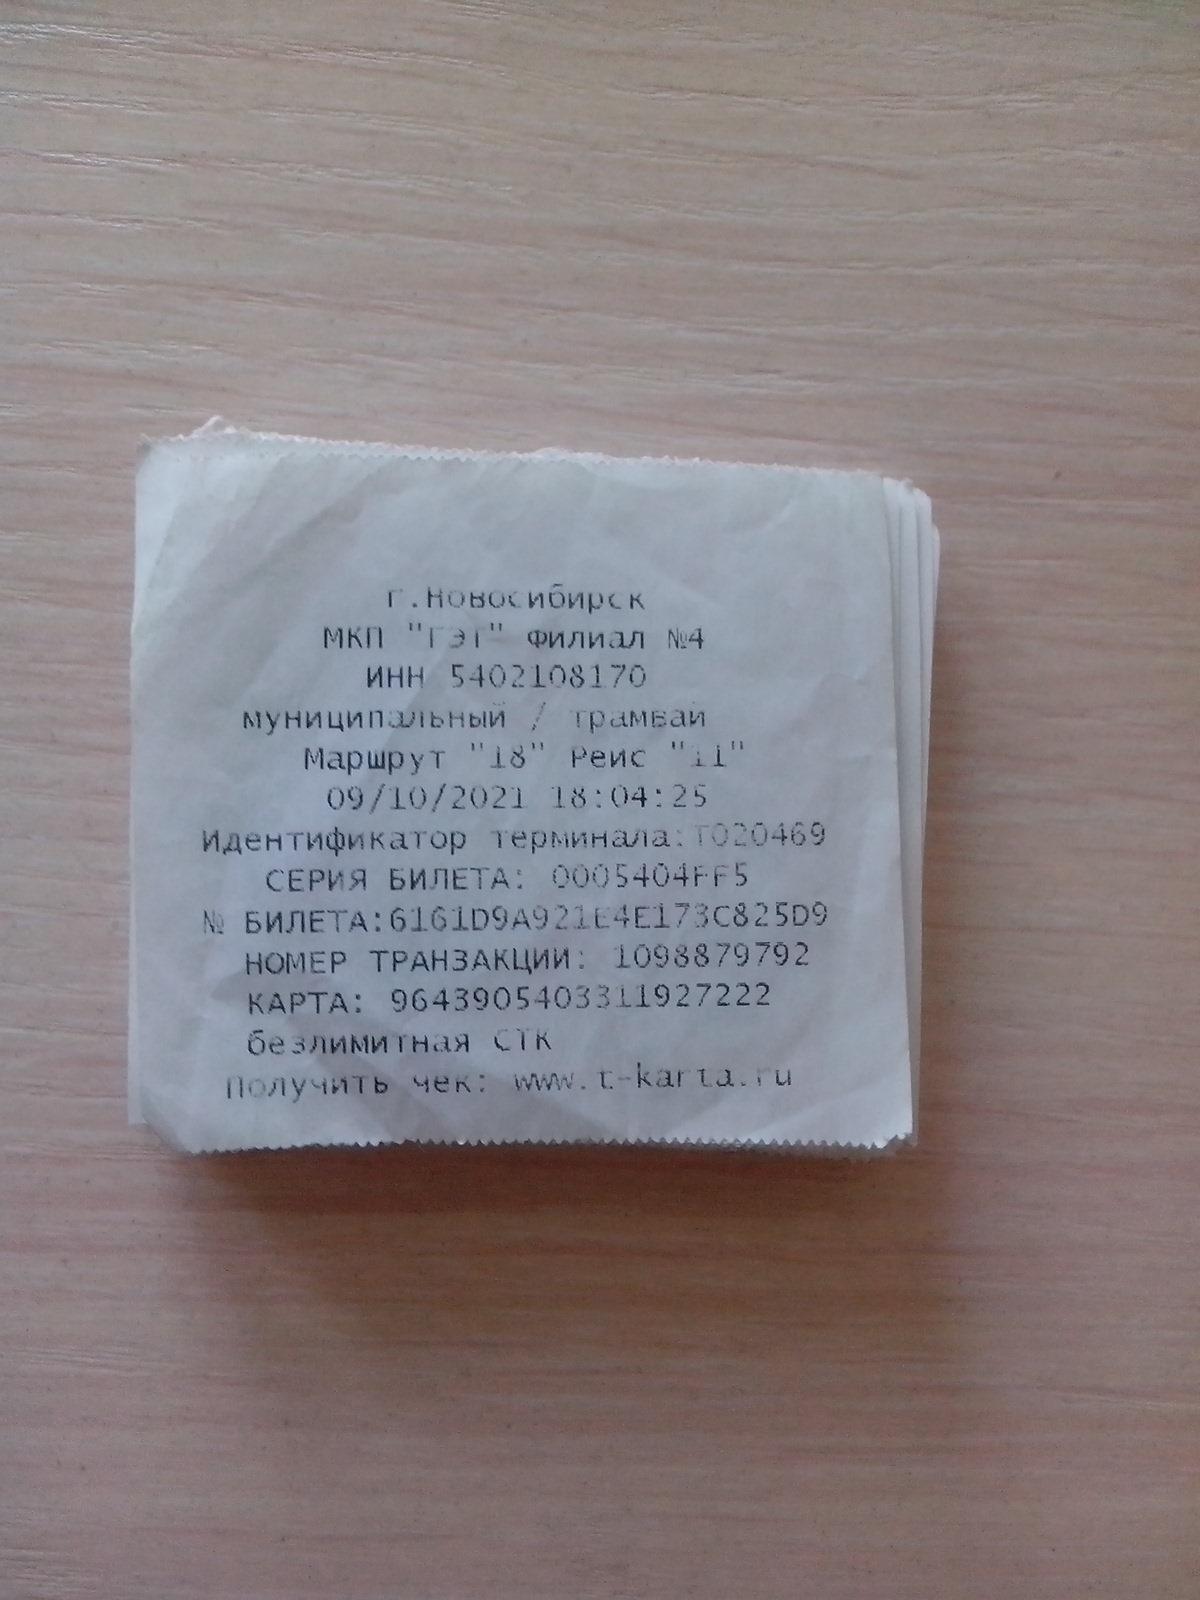 г.Новосибирск
МКП "ГЭТ" Филиал №4
ИНН 5402108170
муниципальный / трамвай
Маршрут "18" Рейс "11"
09/10/2021 18:04:25
Идентификатор терминала:T020469
СЕРИЯ БИЛЕТА: 0005404FF5
№ БИЛЕТА:6161D9A921E4E173C825D9
НОМЕР ТРАНЗАКЦИИ: 1098879792
КАРТА: 9643905403311927222
безлимитная СТК
Получить чек: www.t-karta.ru